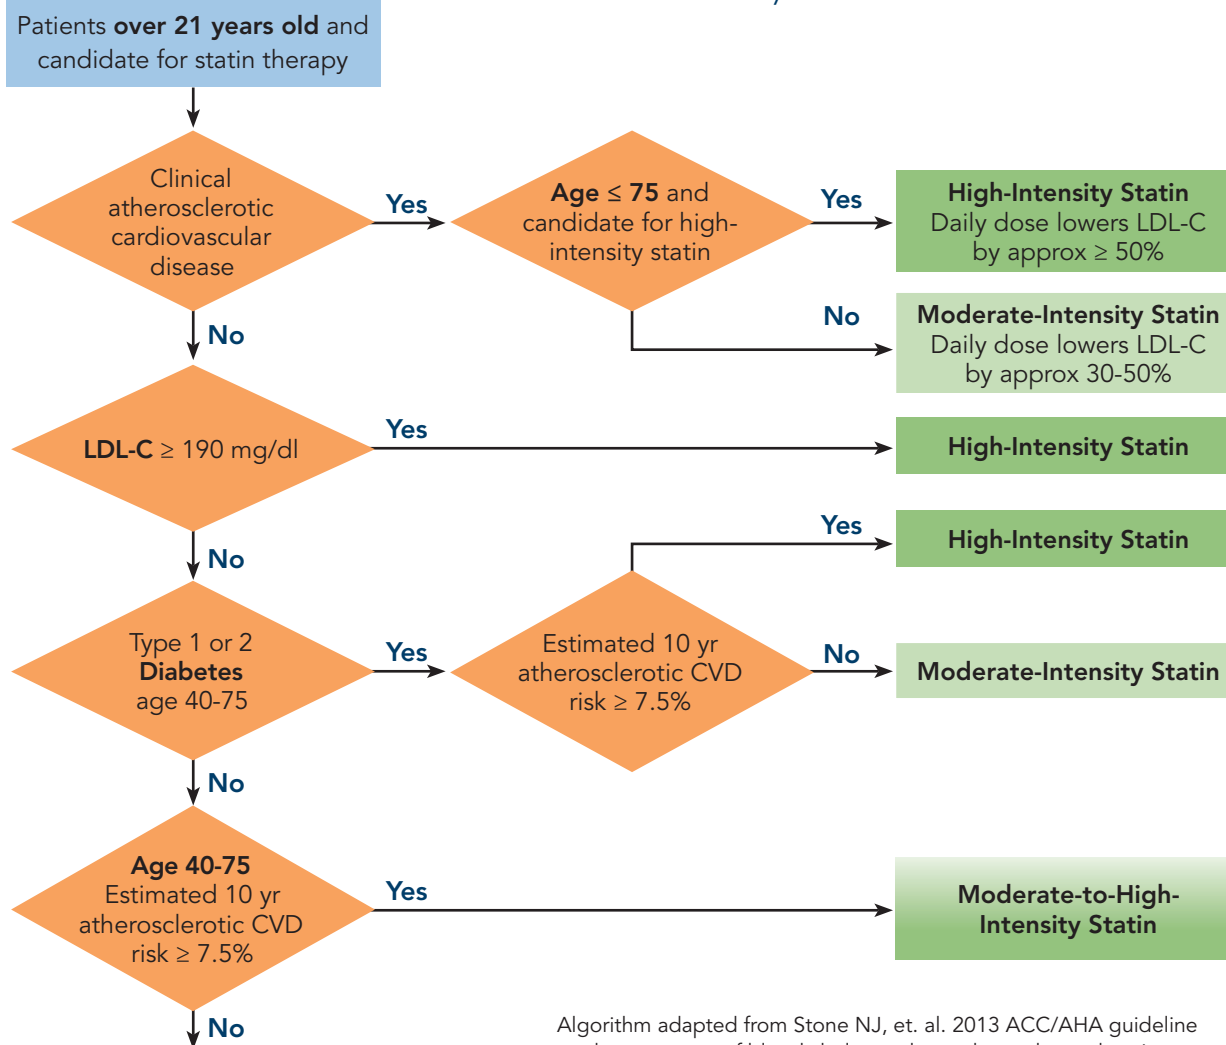 Patients over 21 years old and
candidate for statin therapy
Clinical
atherosclerotic
cardiovascular
disease
Yes
Age ≤ 75 and
candidate for high-
intensity statin
Yes
High-Intensity Statin
Daily dose lowers LDL-C
by approx ≥ 50%
No
Moderate-Intensity Statin
Daily dose lowers LDL-C
by approx 30-50%
No
LDL-C ≥ 190 mg/dl
Yes
High-Intensity Statin
No
Type 1 or 2
Diabetes
age 40-75
Yes
Estimated 10 yr
atherosclerotic CVD
risk ≥ 7.5%
Yes
High-Intensity Statin
No
Moderate-Intensity Statin
No
Age 40-75
Estimated 10 yr
atherosclerotic CVD
risk ≥ 7.5%
Yes
Moderate-to-High-
Intensity Statin
No
Algorithm adapted from Stone NJ, et. al. 2013 ACC/AHA guideline